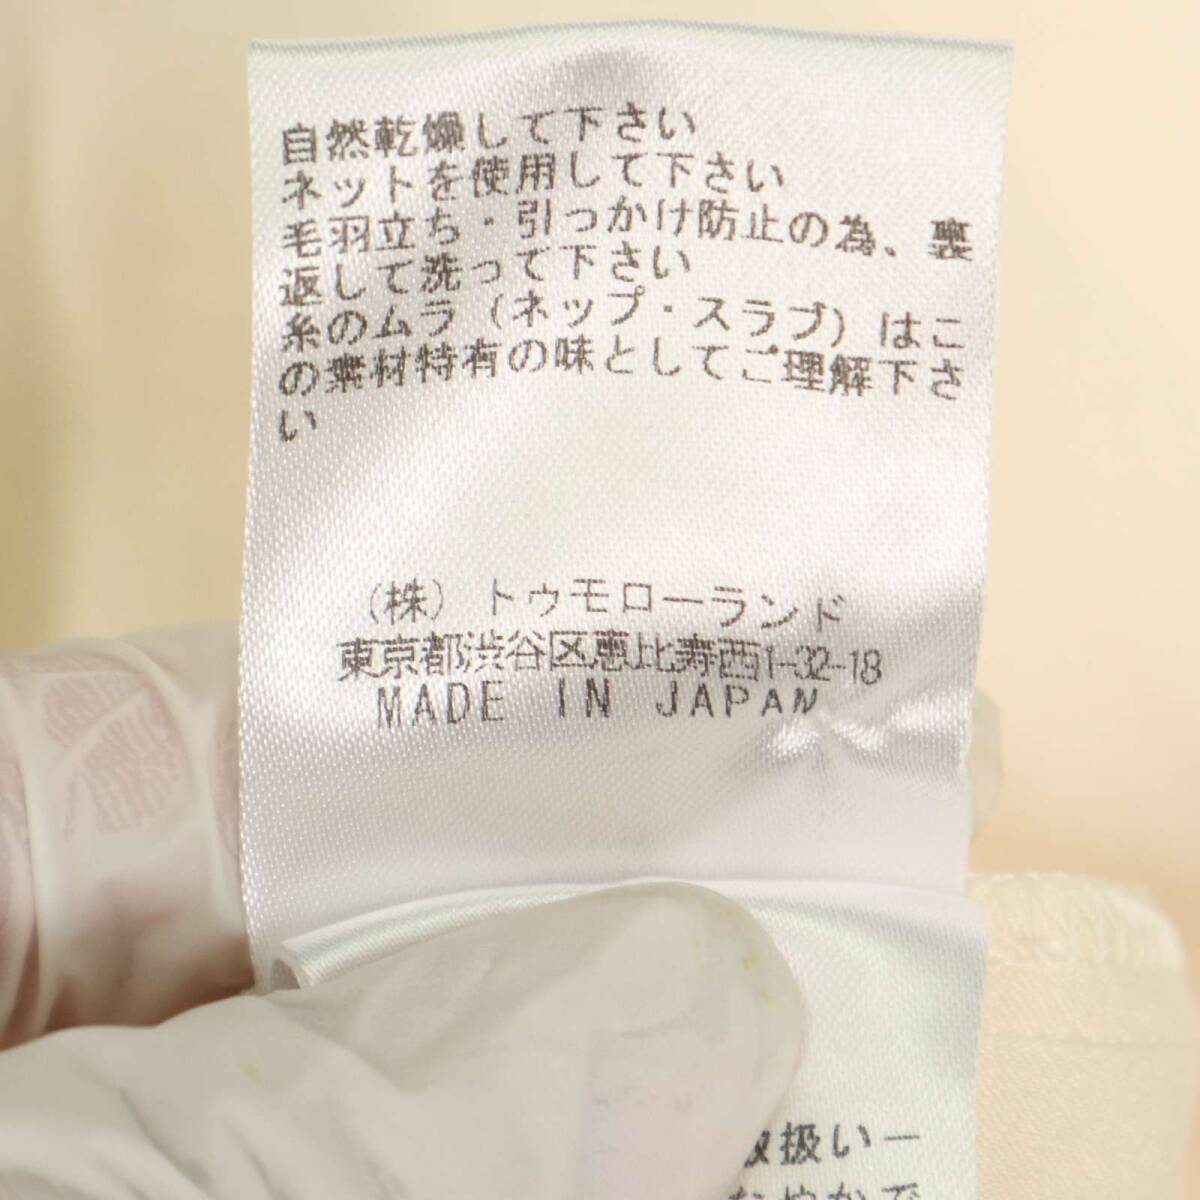 自然乾燥して下さい
ネットを使用して下さい
毛羽立ち・引っかけ防止の為、裏
返して洗って下さい
糸のムラ（ネップ・スラブ）はこ
の素材特有の味としてご理解下さ
い
（株）トゥモローランド
東京都渋谷区恵比寿西1-32-18
MADE IN JAPAN
取扱い